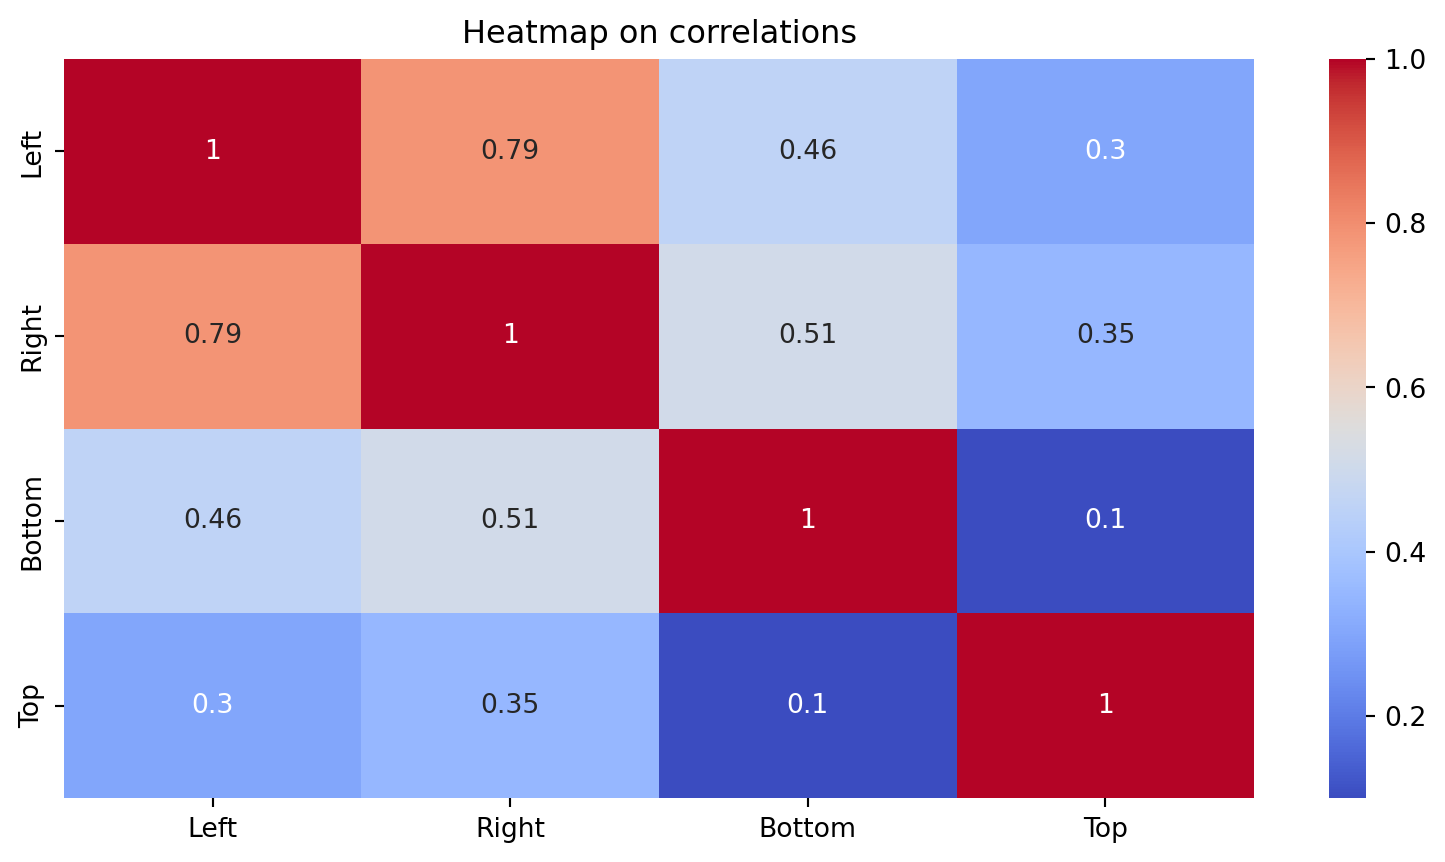 Heatmap on correlations
Left 1 0.79 0.46 0.3
Right 0.79 1 0.51 0.35
Bottom 0.46 0.51 1 0.1
Top 0.3 0.35 0.1 1
Left Right Bottom Top
1.0
0.8
0.6
0.4
0.2